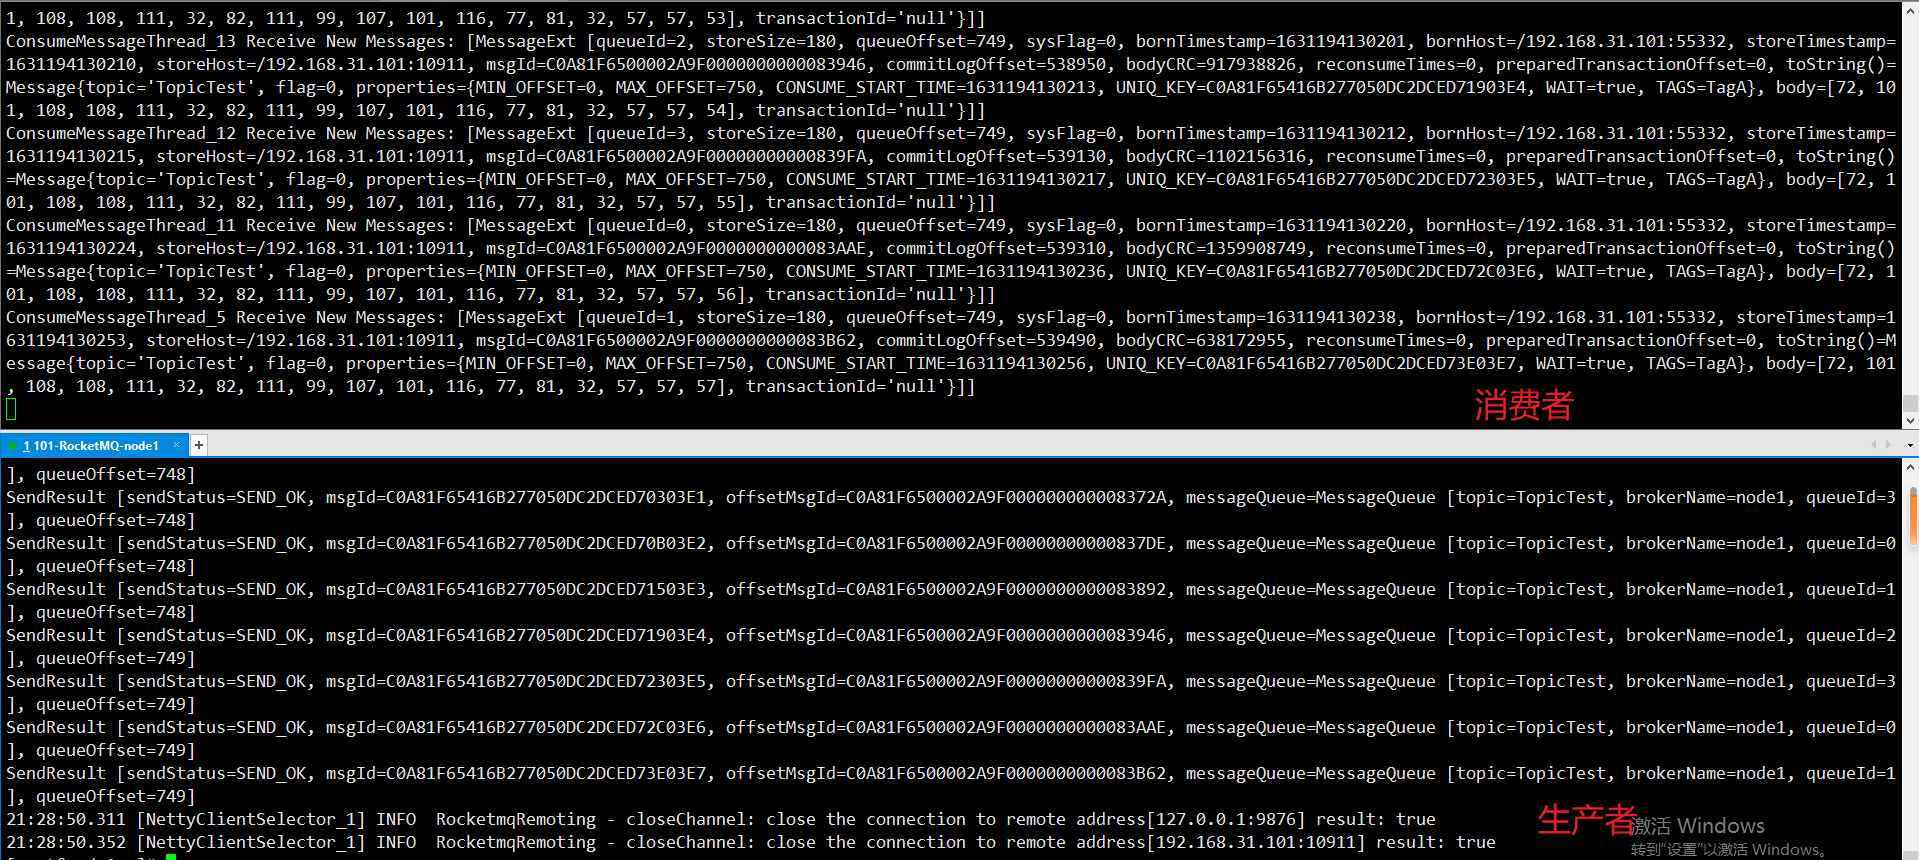 1, 108, 108, 111, 32, 82, 111, 99, 107, 101, 116, 77, 81, 32, 57, 57, 53], transactionId='null'}]]
ConsumeMessageThread_13 Receive New Messages: [MessageExt [queueId=2, storeSize=180, queueOffset=749, sysFlag=0, bornTimestamp=1631194130201, bornHost=/192.168.31.101:55332, storeTimestamp=
1631194130210, storeHost=/192.168.31.101:10911, msgId=C0A81F6500002A9F0000000000083946, commitLogOffset=538950, bodyCRC=917938826, reconsumeTimes=0, preparedTransactionOffset=0, toString()=
Message{topic='TopicTest', flag=0, properties={MIN_OFFSET=0, MAX_OFFSET=750, CONSUME_START_TIME=1631194130213, UNIQ_KEY=C0A81F65416B277050DC2DCED71903E4, WAIT=true, TAGS=TagA}, body=[72, 10
1, 108, 108, 111, 32, 82, 111, 99, 107, 101, 116, 77, 81, 32, 57, 57, 54], transactionId='null'}]]
ConsumeMessageThread_12 Receive New Messages: [MessageExt [queueId=3, storeSize=180, queueOffset=749, sysFlag=0, bornTimestamp=1631194130212, bornHost=/192.168.31.101:55332, storeTimestamp=
1631194130215, storeHost=/192.168.31.101:10911, msgId=C0A81F6500002A9F00000000000839FA, commitLogOffset=539130, bodyCRC=1102156316, reconsumeTimes=0, preparedTransactionOffset=0, toString()
=Message{topic='TopicTest', flag=0, properties={MIN_OFFSET=0, MAX_OFFSET=750, CONSUME_START_TIME=1631194130217, UNIQ_KEY=C0A81F65416B277050DC2DCED72303E5, WAIT=true, TAGS=TagA}, body=[72, 1
01, 108, 108, 111, 32, 82, 111, 99, 107, 101, 116, 77, 81, 32, 57, 57, 55], transactionId='null'}]]
ConsumeMessageThread_11 Receive New Messages: [MessageExt [queueId=0, storeSize=180, queueOffset=749, sysFlag=0, bornTimestamp=1631194130220, bornHost=/192.168.31.101:55332, storeTimestamp=
1631194130224, storeHost=/192.168.31.101:10911, msgId=C0A81F6500002A9F0000000000083AAE, commitLogOffset=539310, bodyCRC=1359908749, reconsumeTimes=0, preparedTransactionOffset=0, toString()
=Message{topic='TopicTest', flag=0, properties={MIN_OFFSET=0, MAX_OFFSET=750, CONSUME_START_TIME=1631194130236, UNIQ_KEY=C0A81F65416B277050DC2DCED72C03E6, WAIT=true, TAGS=TagA}, body=[72, 1
01, 108, 108, 111, 32, 82, 111, 99, 107, 101, 116, 77, 81, 32, 57, 57, 56], transactionId='null'}]]
ConsumeMessageThread_5 Receive New Messages: [MessageExt [queueId=1, storeSize=180, queueOffset=749, sysFlag=0, bornTimestamp=1631194130238, bornHost=/192.168.31.101:55332, storeTimestamp=1
631194130253, storeHost=/192.168.31.101:10911, msgId=C0A81F6500002A9F0000000000083B62, commitLogOffset=539490, bodyCRC=638172955, reconsumeTimes=0, preparedTransactionOffset=0, toString()=M
essage{topic='TopicTest', flag=0, properties={MIN_OFFSET=0, MAX_OFFSET=750, CONSUME_START_TIME=1631194130256, UNIQ_KEY=C0A81F65416B277050DC2DCED73E03E7, WAIT=true, TAGS=TagA}, body=[72, 101
, 108, 108, 111, 32, 82, 111, 99, 107, 101, 116, 77, 81, 32, 57, 57, 57], transactionId='null'}]]
消费者
1 101-RocketMQ-node1 × +
], queueOffset=748]
SendResult [sendStatus=SEND_OK, msgId=C0A81F65416B277050DC2DCED70303E1, offsetMsgId=C0A81F6500002A9F000000000008372A, messageQueue=MessageQueue [topic=TopicTest, brokerName=node1, queueId=3
], queueOffset=748]
SendResult [sendStatus=SEND_OK, msgId=C0A81F65416B277050DC2DCED70B03E2, offsetMsgId=C0A81F6500002A9F00000000000837DE, messageQueue=MessageQueue [topic=TopicTest, brokerName=node1, queueId=0
], queueOffset=748]
SendResult [sendStatus=SEND_OK, msgId=C0A81F65416B277050DC2DCED71503E3, offsetMsgId=C0A81F6500002A9F0000000000083892, messageQueue=MessageQueue [topic=TopicTest, brokerName=node1, queueId=1
], queueOffset=748]
SendResult [sendStatus=SEND_OK, msgId=C0A81F65416B277050DC2DCED71903E4, offsetMsgId=C0A81F6500002A9F0000000000083946, messageQueue=MessageQueue [topic=TopicTest, brokerName=node1, queueId=2
], queueOffset=749]
SendResult [sendStatus=SEND_OK, msgId=C0A81F65416B277050DC2DCED72303E5, offsetMsgId=C0A81F6500002A9F00000000000839FA, messageQueue=MessageQueue [topic=TopicTest, brokerName=node1, queueId=3
], queueOffset=749]
SendResult [sendStatus=SEND_OK, msgId=C0A81F65416B277050DC2DCED72C03E6, offsetMsgId=C0A81F6500002A9F0000000000083AAE, messageQueue=MessageQueue [topic=TopicTest, brokerName=node1, queueId=0
], queueOffset=749]
SendResult [sendStatus=SEND_OK, msgId=C0A81F65416B277050DC2DCED73E03E7, offsetMsgId=C0A81F6500002A9F0000000000083B62, messageQueue=MessageQueue [topic=TopicTest, brokerName=node1, queueId=1
], queueOffset=749]
21:28:50.311 [NettyClientSelector_1] INFO  RocketmqRemoting - closeChannel: close the connection to remote address[127.0.0.1:9876] result: true
21:28:50.352 [NettyClientSelector_1] INFO  RocketmqRemoting - closeChannel: close the connection to remote address[192.168.31.101:10911] result: true
生产者
激活 Windows
转到"设置"以激活 Windows。